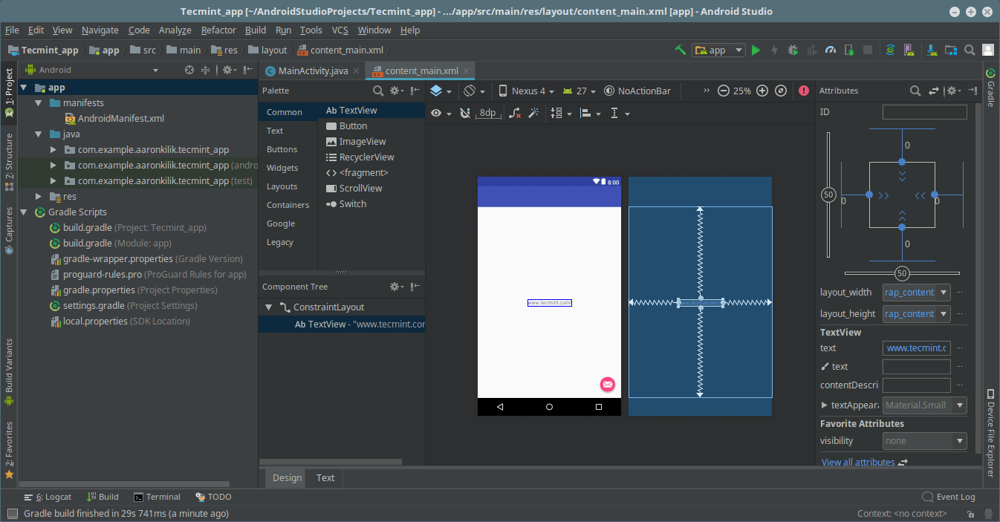 Tecmint_app [~/AndroidStudioProjects/Tecmint_app] - .../app/src/main/res/layout/content_main.xml [app] - Android Studio
File Edit View Navigate Code Analyze Refactor Build Run Tools VCS Window Help
Tecmint_app app src main res layout content_main.xml app
1: Project
7: Structure
Captures
Build Variants
2: Favorites
Android
app
manifests
AndroidManifest.xml
java
com.example.aaronkilik.tecmint_app
com.example.aaronkilik.tecmint_app (andro
com.example.aaronkilik.tecmint_app (test)
res
Gradle Scripts
build.gradle (Project: Tecmint_app)
build.gradle (Module: app)
gradle-wrapper.properties (Gradle Version)
proguard-rules.pro (ProGuard Rules for app)
gradle.properties (Project Properties)
settings.gradle (Project Settings)
local.properties (SDK Location)
MainActivity.java content_main.xml
Palette
Common
Text
Buttons
Widgets
Layouts
Containers
Google
Legacy
Ab TextView
Button
ImageView
RecyclerView
<fragment>
ScrollView
Switch
Component Tree
ConstraintLayout
Ab TextView - "www.tecmint.cor
Nexus 4 27 NoActionBar » 25%
8dp
8:00
www.tecmint.com!
www.tecmint.com!
Design Text
Attributes
ID
0
50 0 0
0
50
layout_width rap_content ...
layout_height rap_content ...
TextView
text www.tecmint.c ...
text ...
contentDescri ...
textAppeara Material.Small
Favorite Attributes
visibility none
View all attributes
Gradle
Device File Explorer
6: Logcat Build Terminal TODO Event Log
Gradle build finished in 29s 741ms (a minute ago) Context: <no context>